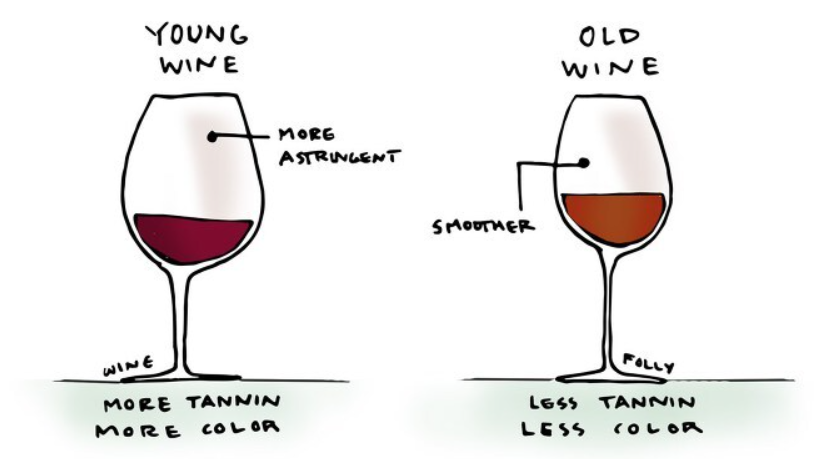 YOUNG
WINE
MORE
ASTRINGENT
WINE
MORE TANNIN
MORE COLOR
OLD
WINE
SMOOTHER
FOLLY
LESS TANNIN
LESS COLOR